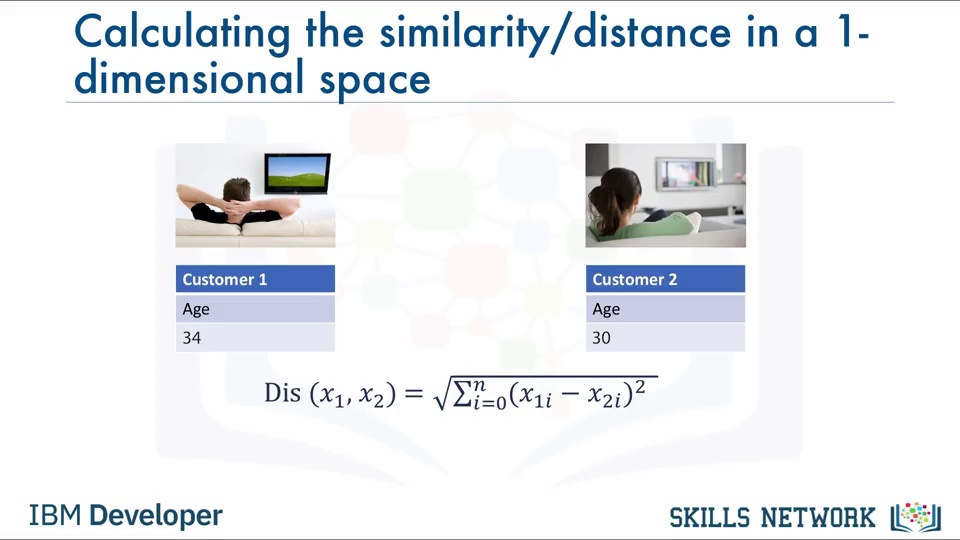 Calculating the similarity/distance in a 1-
dimensional space
Customer 1
Age
34
Customer 2
Age
30
Dis (x₁, x₂) = √∑ⁿᵢ₌₀(x₁ᵢ − x₂ᵢ)²
IBM Developer
SKILLS NETWORK